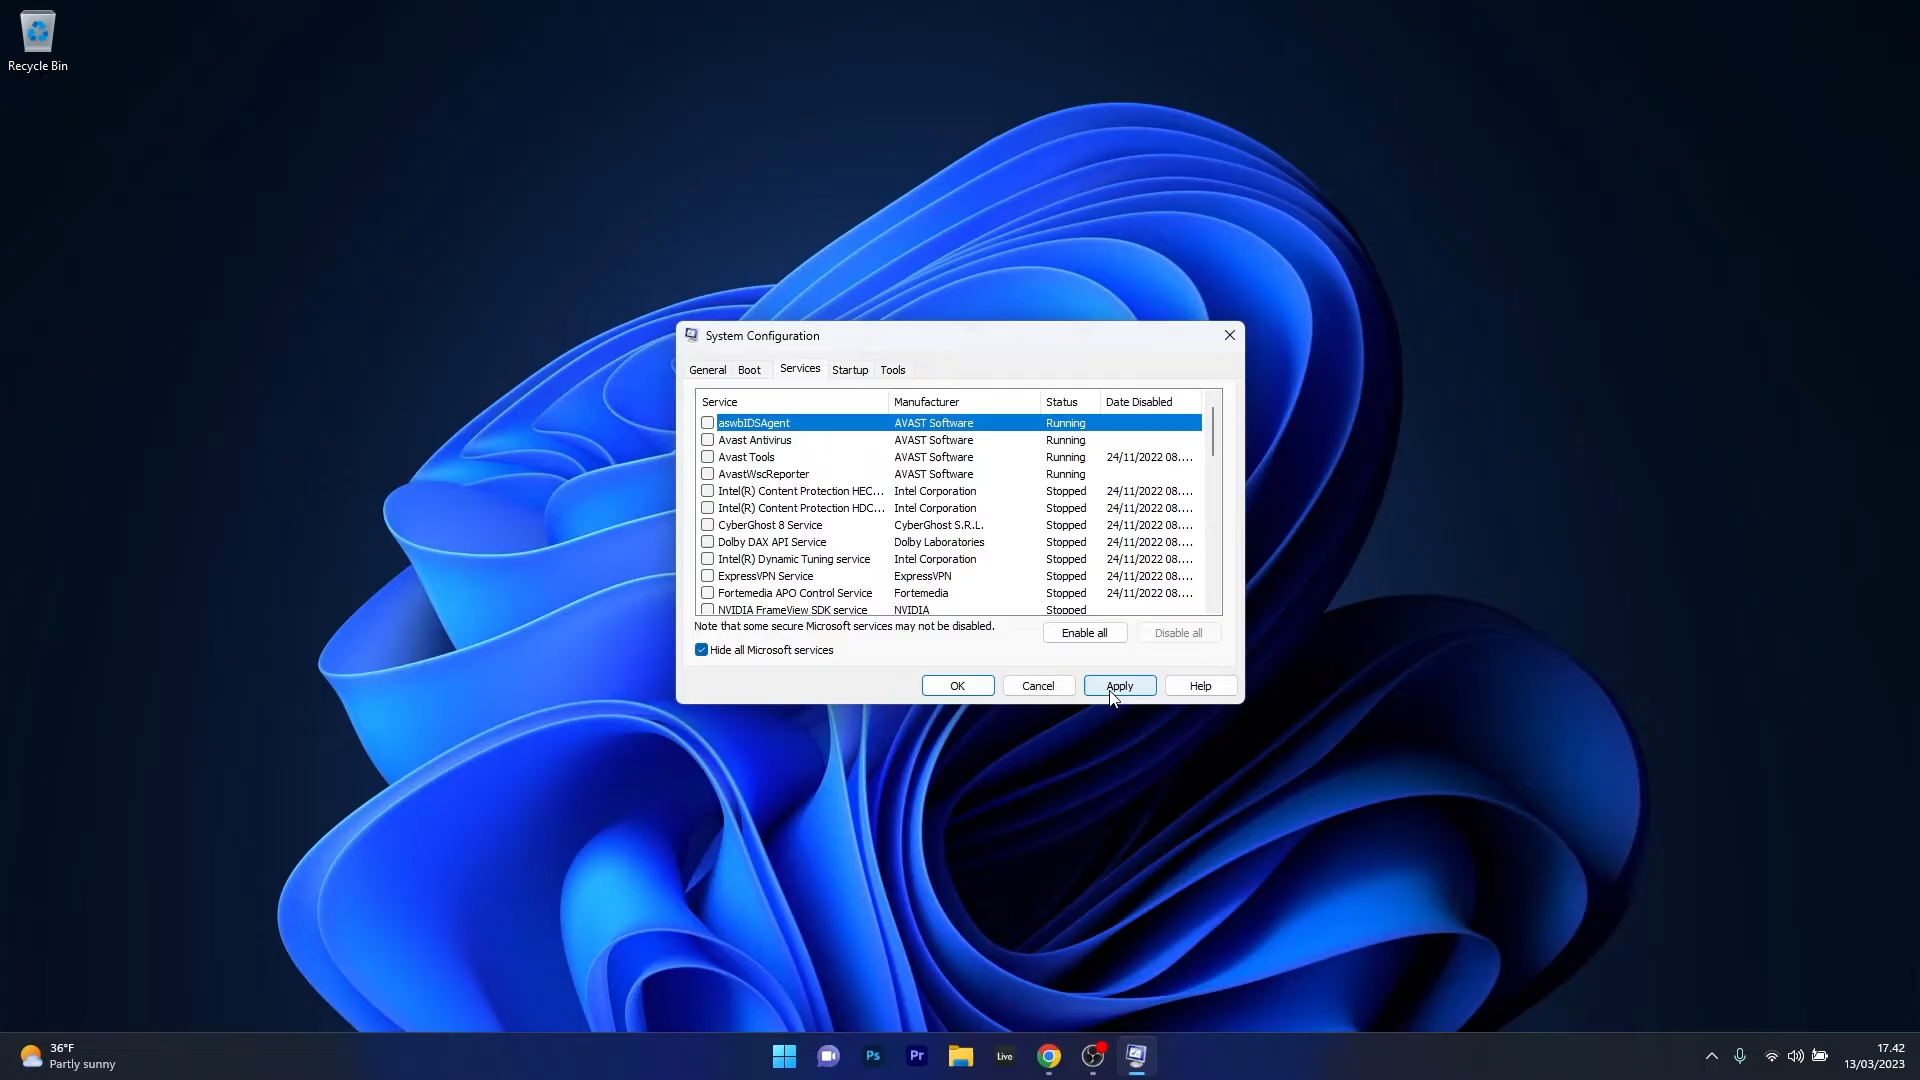 Recycle Bin
System Configuration
General Boot Services Startup Tools
Service Manufacturer Status Date Disabled
aswbIDSAgent AVAST Software Running
Avast Antivirus AVAST Software Running
Avast Tools AVAST Software Running 24/11/2022 08....
AvastWscReporter AVAST Software Running
Intel(R) Content Protection HEC... Intel Corporation Stopped 24/11/2022 08....
Intel(R) Content Protection HDC... Intel Corporation Stopped 24/11/2022 08....
CyberGhost 8 Service CyberGhost S.R.L. Stopped 24/11/2022 08....
Dolby DAX API Service Dolby Laboratories Stopped 24/11/2022 08....
Intel(R) Dynamic Tuning service Intel Corporation Stopped 24/11/2022 08....
ExpressVPN Service ExpressVPN Stopped 24/11/2022 08....
Fortemedia APO Control Service Fortemedia Stopped 24/11/2022 08....
NVIDIA FrameView SDK service NVIDIA Stopped
Note that some secure Microsoft services may not be disabled.
Enable all Disable all
Hide all Microsoft services
OK Cancel Apply Help
36°F
Partly sunny
Ps Pr Live
17.42
13/03/2023